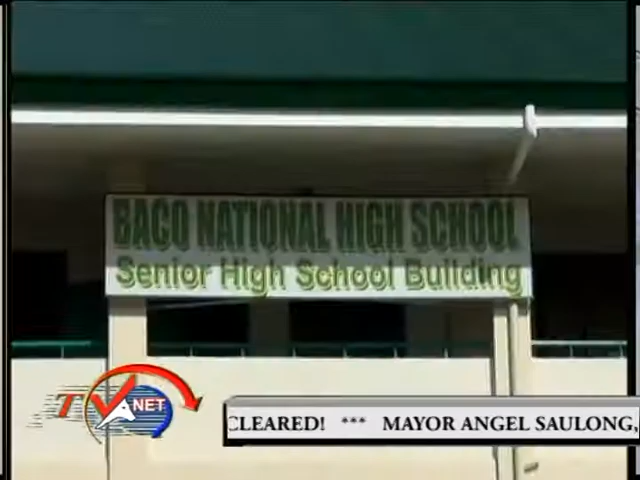 BACO NATIONAL HIGH SCHOOL
Senior High School Building
TV NET
CLEARED! *** MAYOR ANGEL SAULONG,